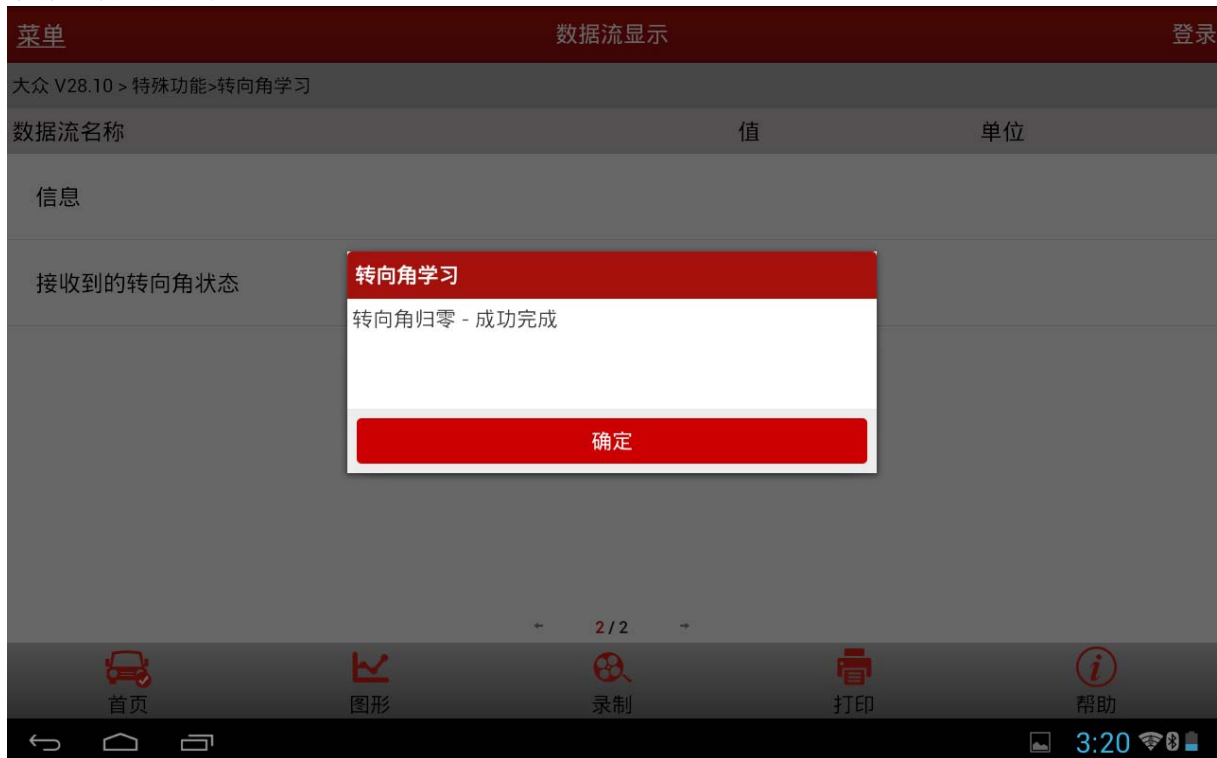 菜单 数据流显示 登录
大众 V28.10 > 特殊功能>转向角学习
数据流名称 值 单位
信息
接收到的转向角状态
转向角学习
转向角归零 - 成功完成
确定
2 / 2
首页 图形 录制 打印 帮助
3:20